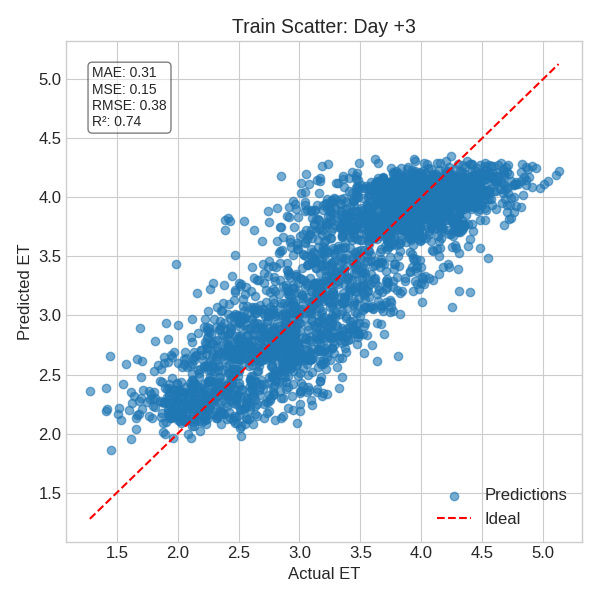 Train Scatter: Day +3
MAE: 0.31
MSE: 0.15
RMSE: 0.38
R²: 0.74
5.0
4.5
4.0
3.5
3.0
2.5
2.0
1.5
Predicted ET
Predictions
Ideal
1.5 2.0 2.5 3.0 3.5 4.0 4.5 5.0
Actual ET